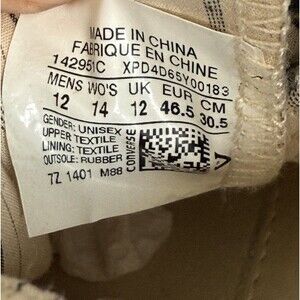 MADE IN CHINA
FABRIQUE EN CHINE
142951C XPD4D65Y00183
MENS WO'S UK EUR CM
12 14 12 46.5 30.5
GENDER: UNISEX
UPPER: TEXTILE
LINING: TEXTILE
OUTSOLE: RUBBER
CONVERSE
7Z 1401 M88